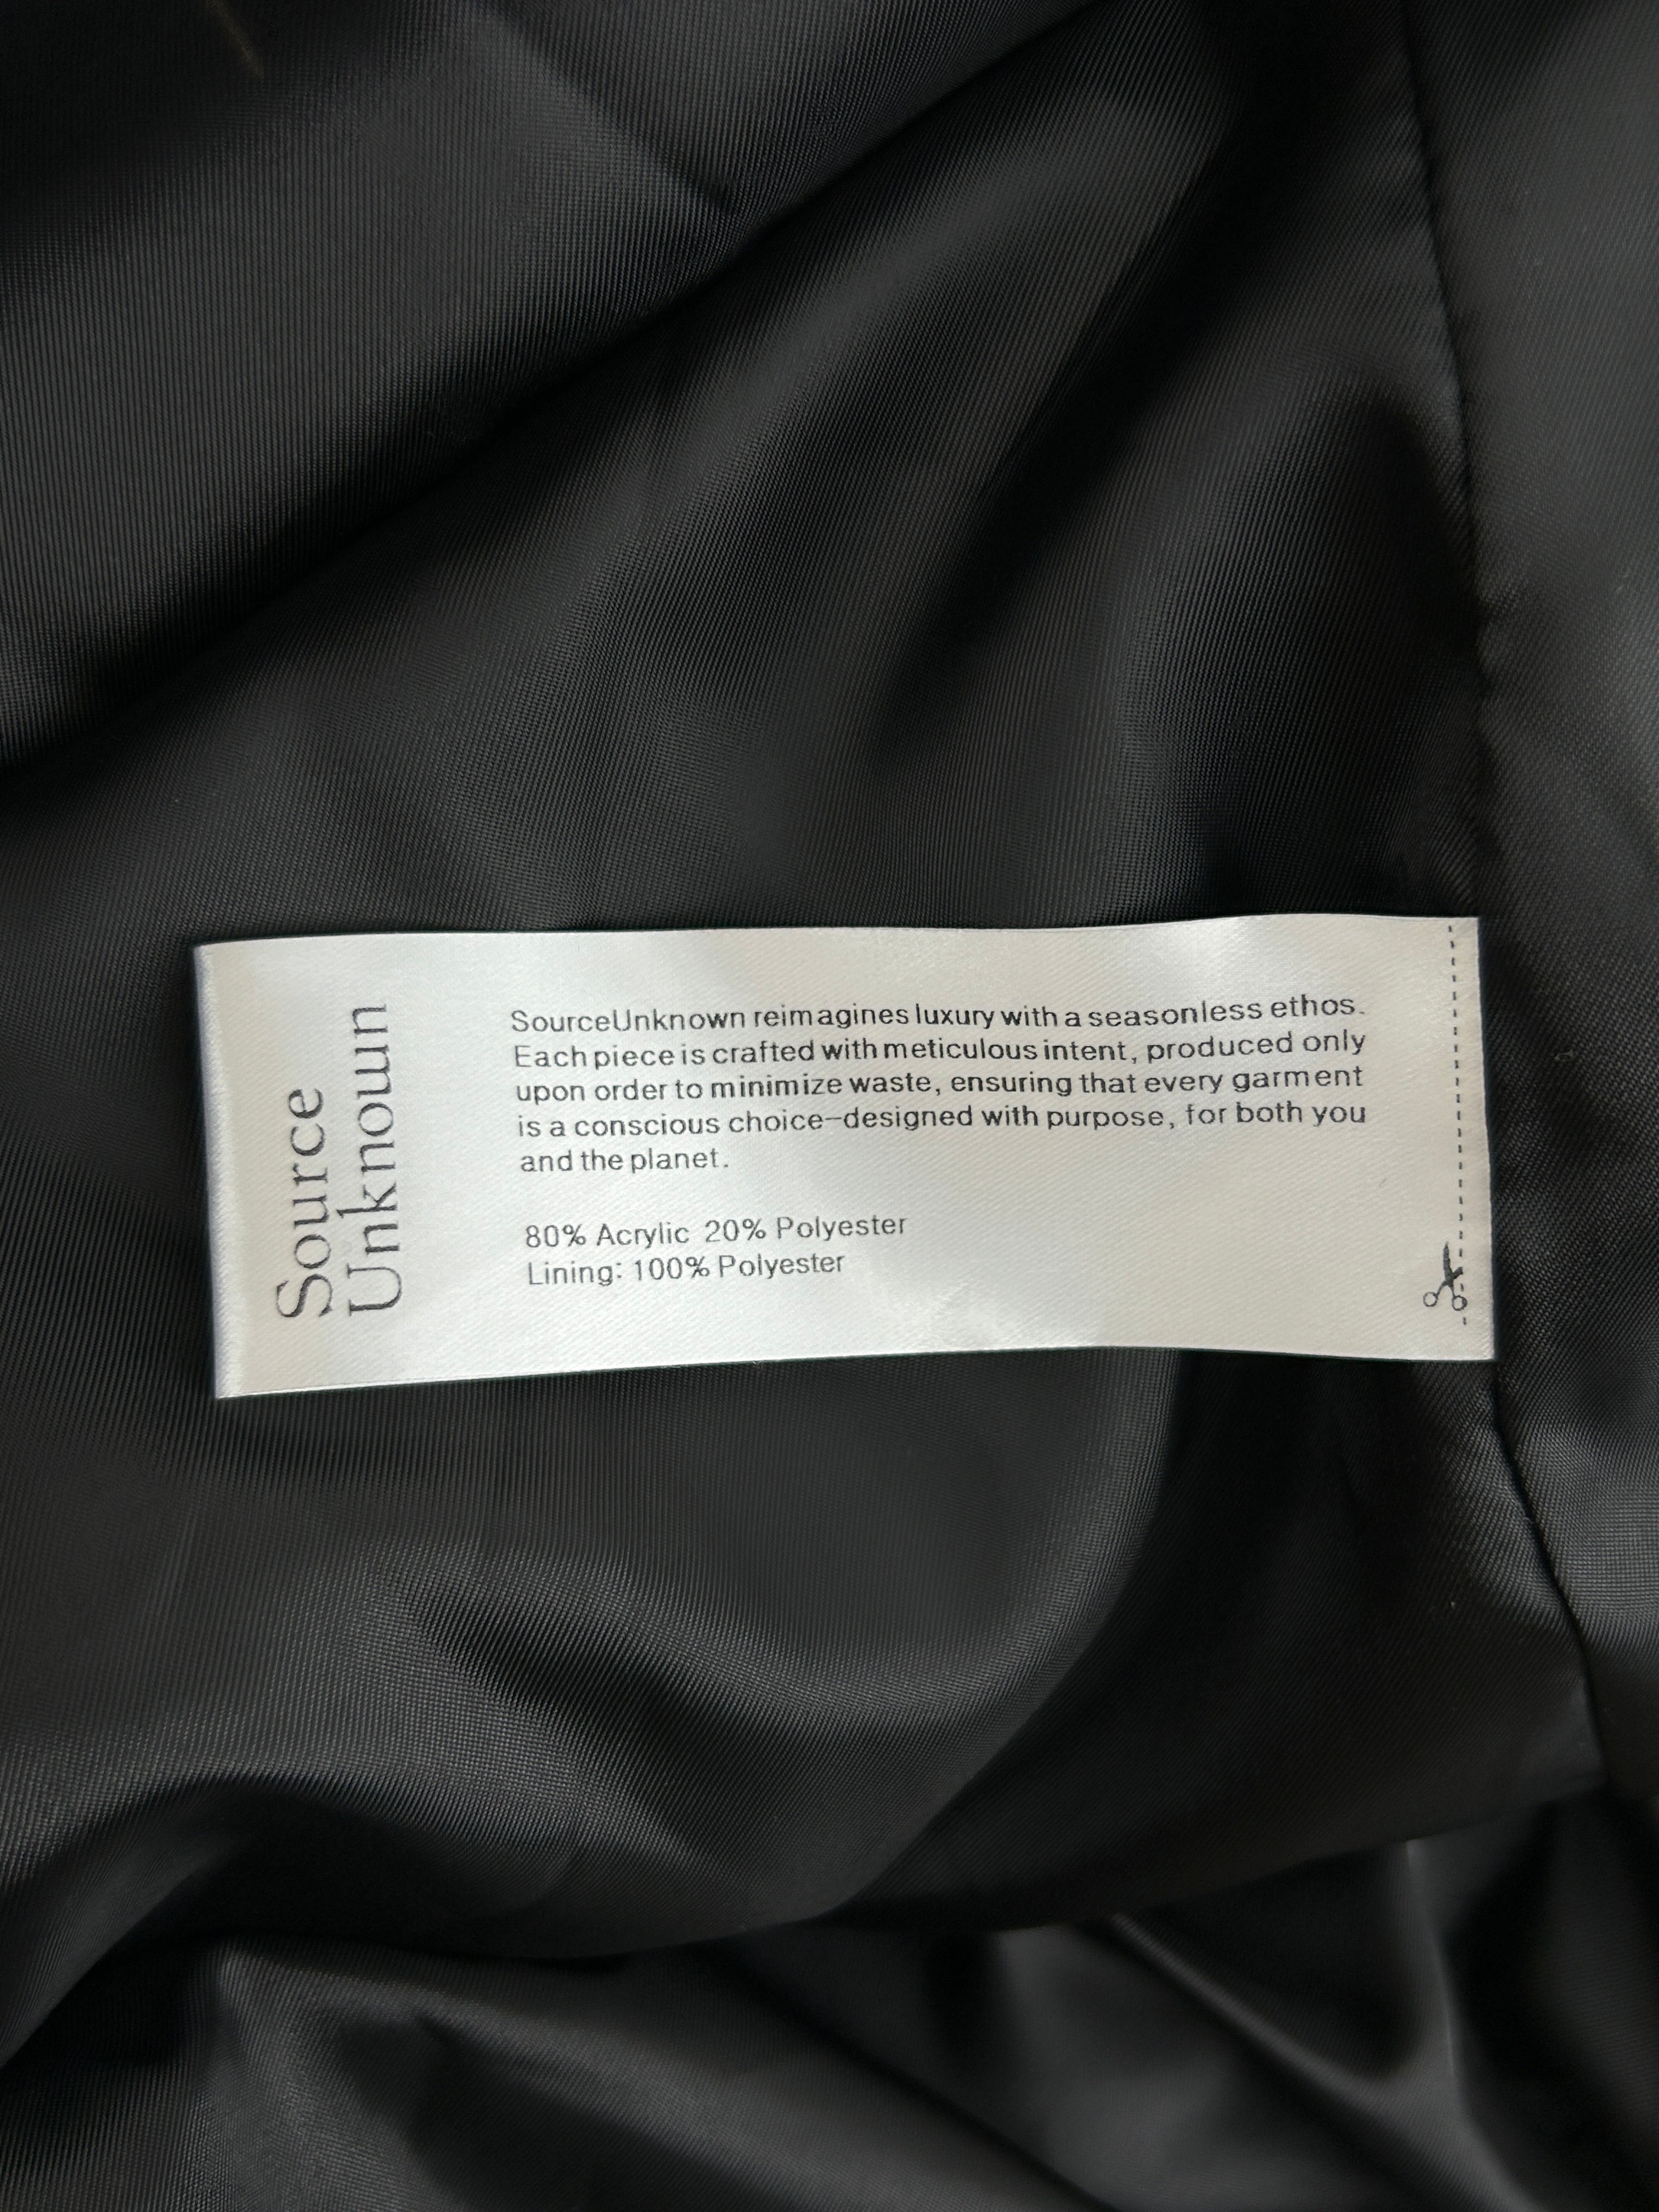 Source
Unknown
SourceUnknown reimagines luxury with a seasonless ethos.
Each piece is crafted with meticulous intent, produced only
upon order to minimize waste, ensuring that every garment
is a conscious choice–designed with purpose, for both you
and the planet.
80% Acrylic 20% Polyester
Lining: 100% Polyester